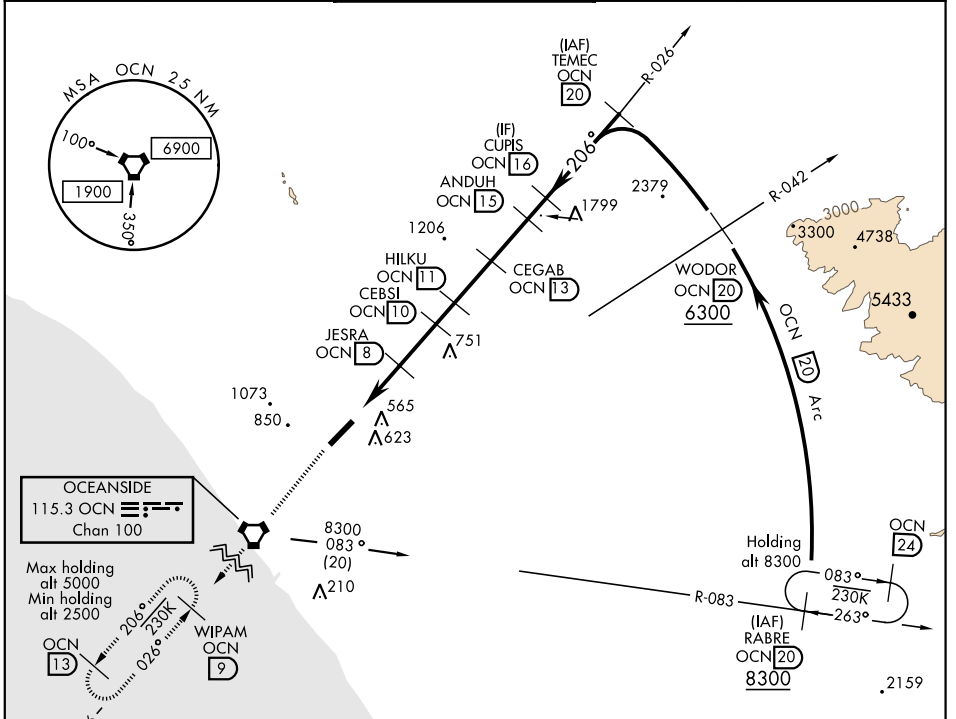 MSA OCN 25 NM
100°
6900
1900
350°
(IAF)
TEMEC
OCN
20
R-026
206°
(IF)
CUPIS
OCN 16
ANDUH
OCN 15
1799
2379
R-042
1206
3000
3300
4738
5433
HILKU
OCN 11
CEGAB
OCN 13
WODOR
OCN 20
6300
CEBSI
OCN 10
751
JESRA
OCN 8
OCN 20 Arc
1073
850
565
623
OCEANSIDE
115.3 OCN
Chan 100
8300
083°
(20)
210
Holding
alt 8300
OCN
24
083°
230K
263°
R-083
(IAF)
RABRE
OCN 20
8300
2159
Max holding
alt 5000
Min holding
alt 2500
206°
230K
026°
OCN
13
WIPAM
OCN
9